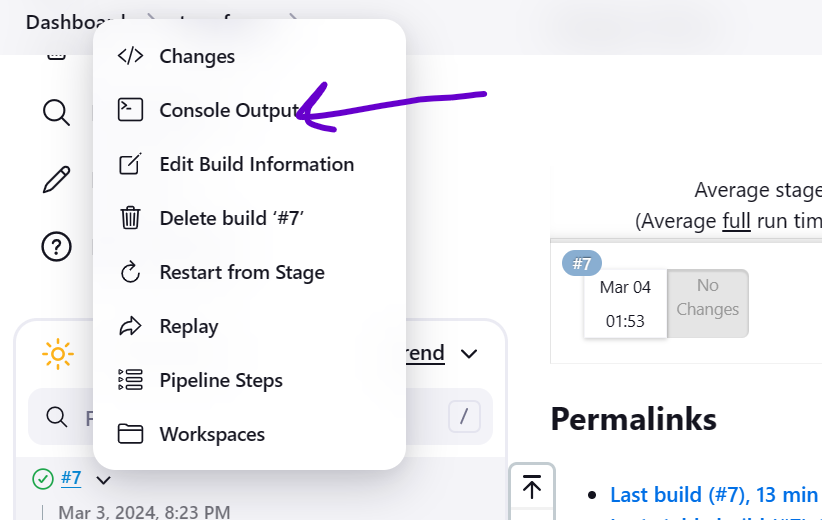 Changes
Console Output
Edit Build Information
Delete build ‘#7’
Restart from Stage
Replay
Pipeline Steps
Workspaces
rend
/
#7
Mar 3, 2024, 8:23 PM
Average stage
(Average full run tim
#7
Mar 04
01:53
No
Changes
Permalinks
Last build (#7), 13 min